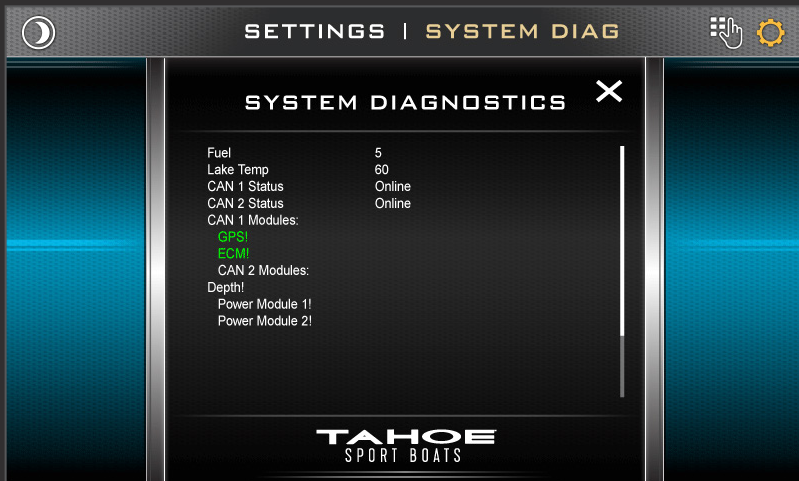 SETTINGS | SYSTEM DIAG
SYSTEM DIAGNOSTICS
Fuel 5
Lake Temp 60
CAN 1 Status Online
CAN 2 Status Online
CAN 1 Modules:
GPS!
ECM!
CAN 2 Modules:
Depth!
Power Module 1!
Power Module 2!
TAHOE
SPORT BOATS